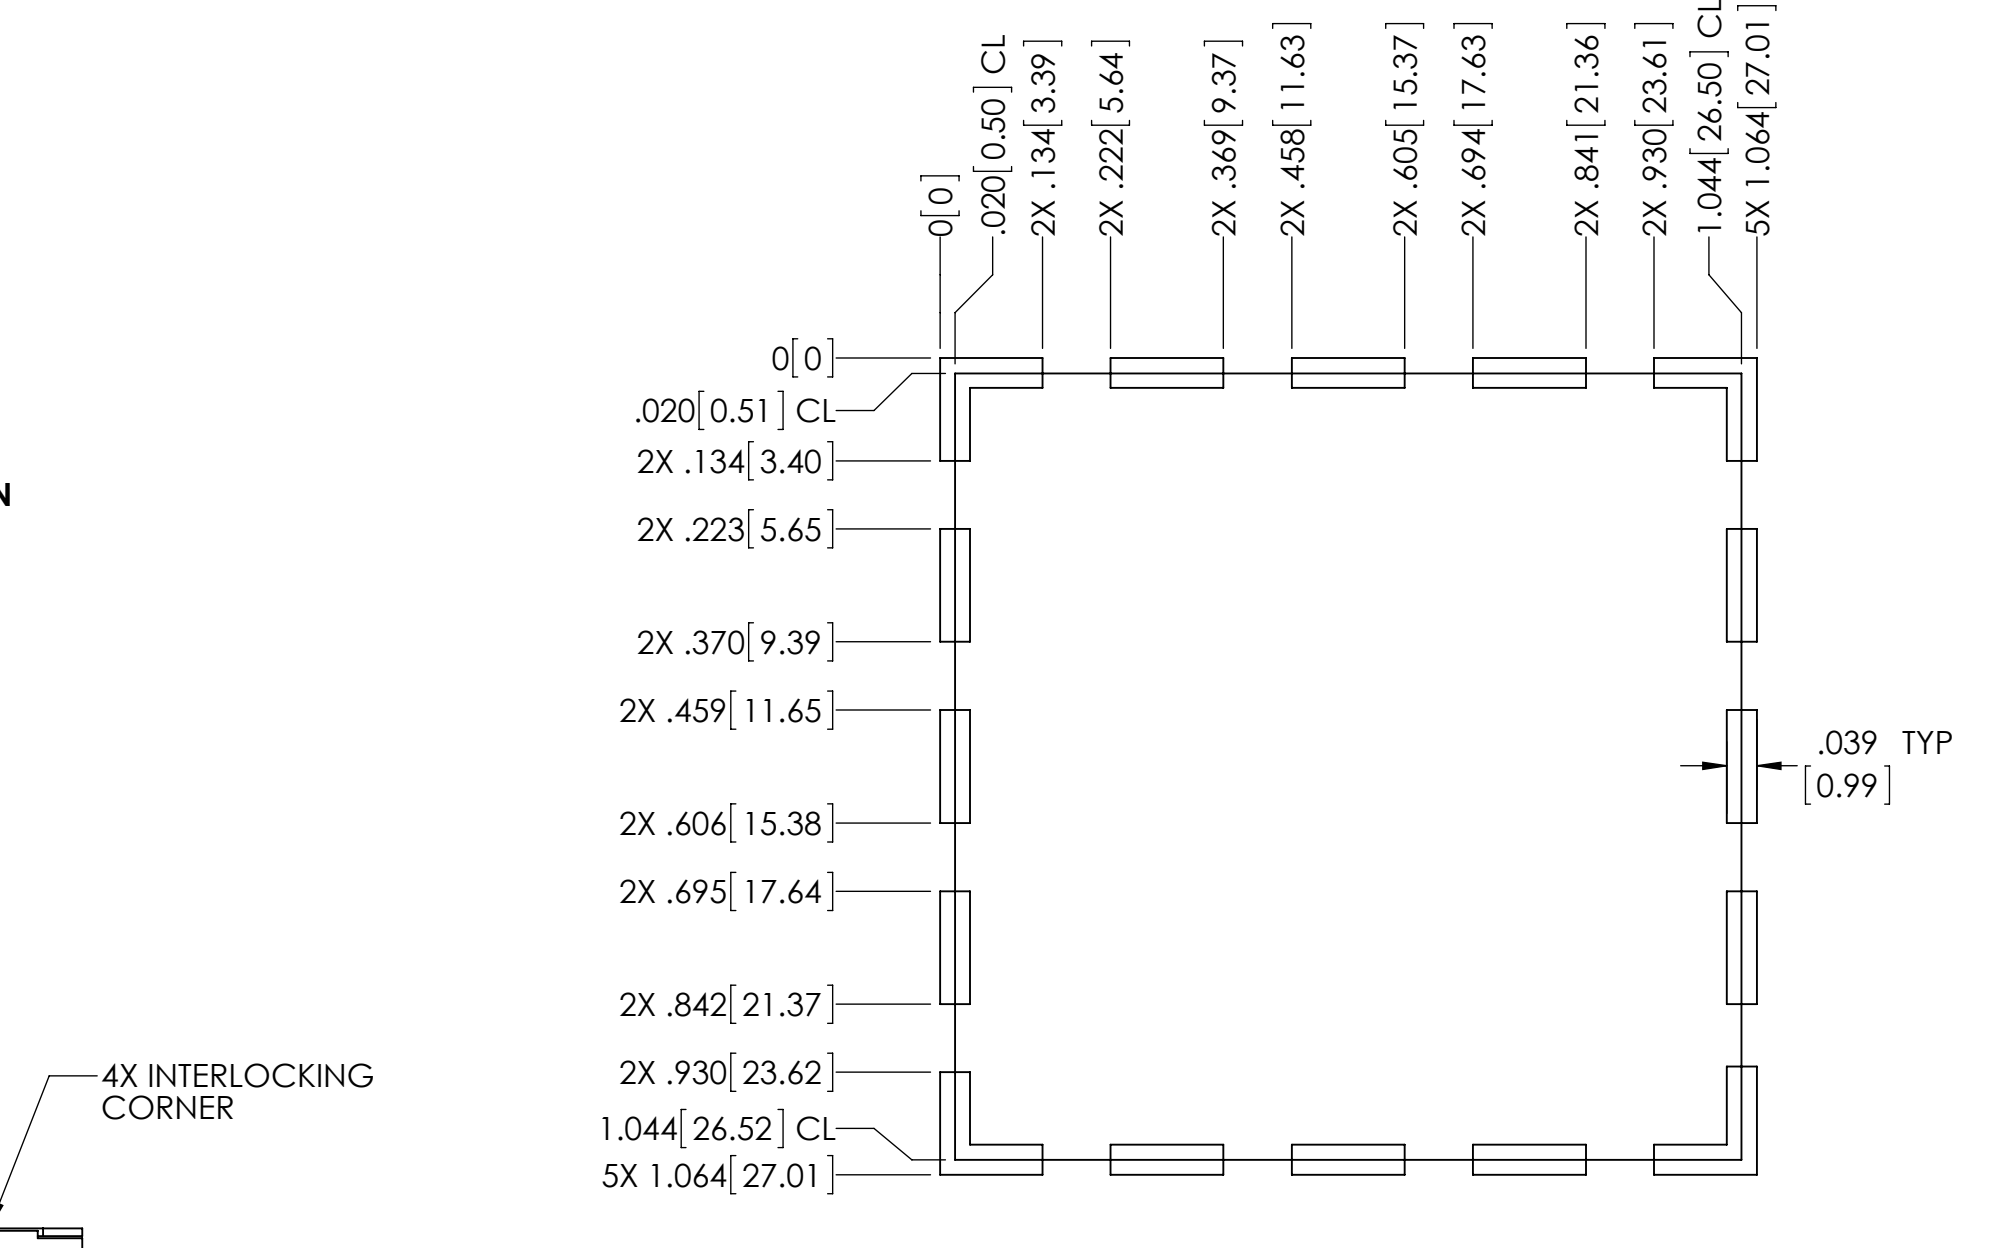 0[0]
.020[0.50] CL
2X .134[3.39]
2X .222[5.64]
2X .369[9.37]
2X .458[11.63]
2X .605[15.37]
2X .694[17.63]
2X .841[21.36]
2X .930[23.61]
1.044[26.50] CL
5X 1.064[27.01]
0[0]
.020[0.51] CL
2X .134[3.40]
N
2X .223[5.65]
2X .370[9.39]
2X .459[11.65]
.039 TYP
[0.99]
2X .606[15.38]
2X .695[17.64]
2X .842[21.37]
2X .930[23.62]
4X INTERLOCKING
CORNER
1.044[26.52] CL
5X 1.064[27.01]